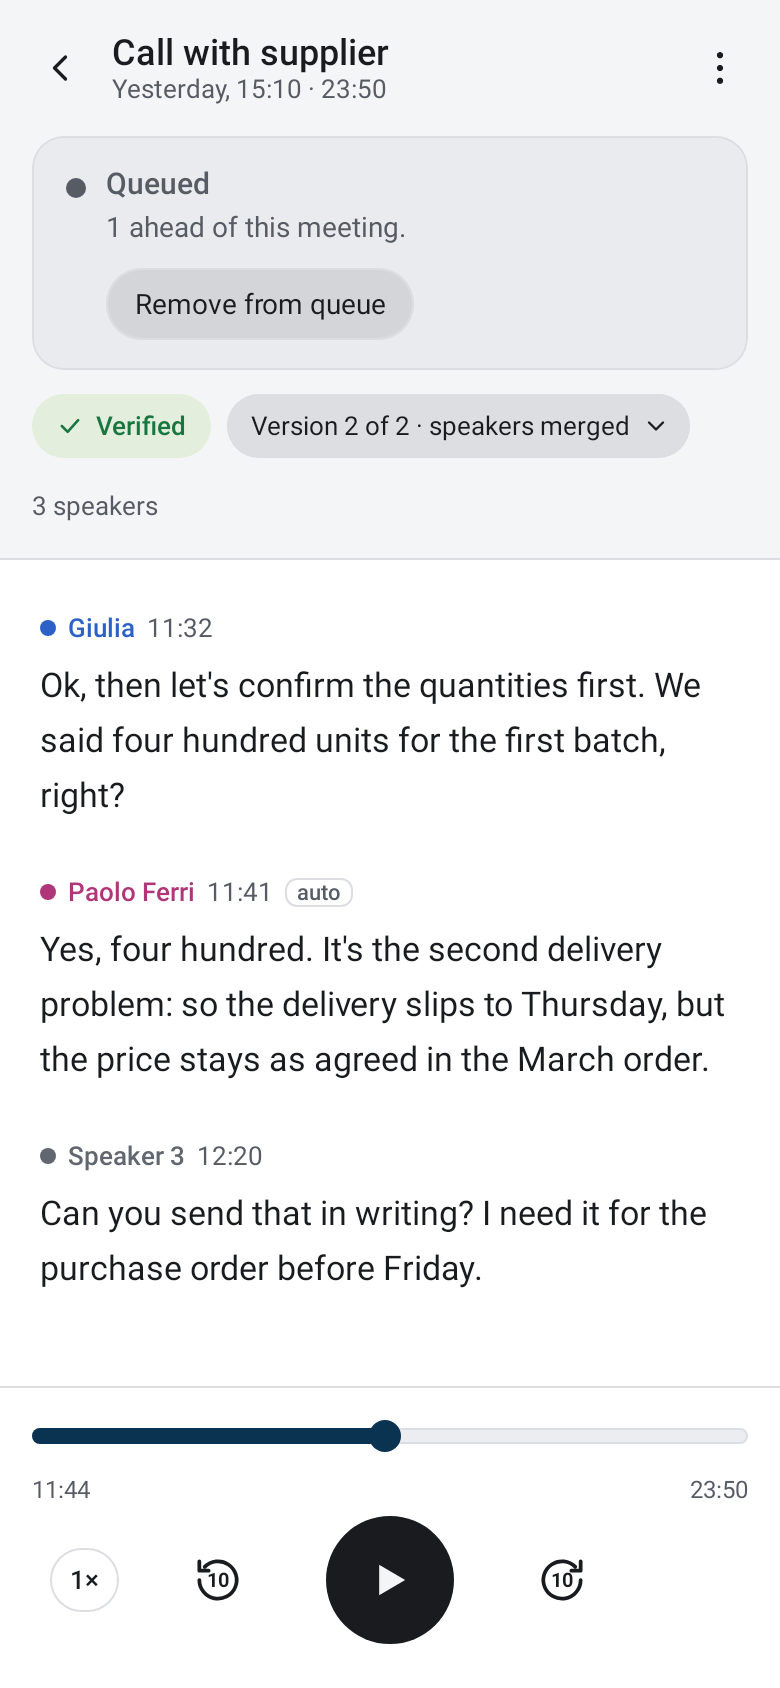 Call with supplier
Yesterday, 15:10 · 23:50
Queued
1 ahead of this meeting.
Remove from queue
Verified
Version 2 of 2 · speakers merged
3 speakers
Giulia 11:32
Ok, then let's confirm the quantities first. We
said four hundred units for the first batch,
right?
Paolo Ferri 11:41 auto
Yes, four hundred. It's the second delivery
problem: so the delivery slips to Thursday, but
the price stays as agreed in the March order.
Speaker 3 12:20
Can you send that in writing? I need it for the
purchase order before Friday.
11:44
23:50
1×
10
10